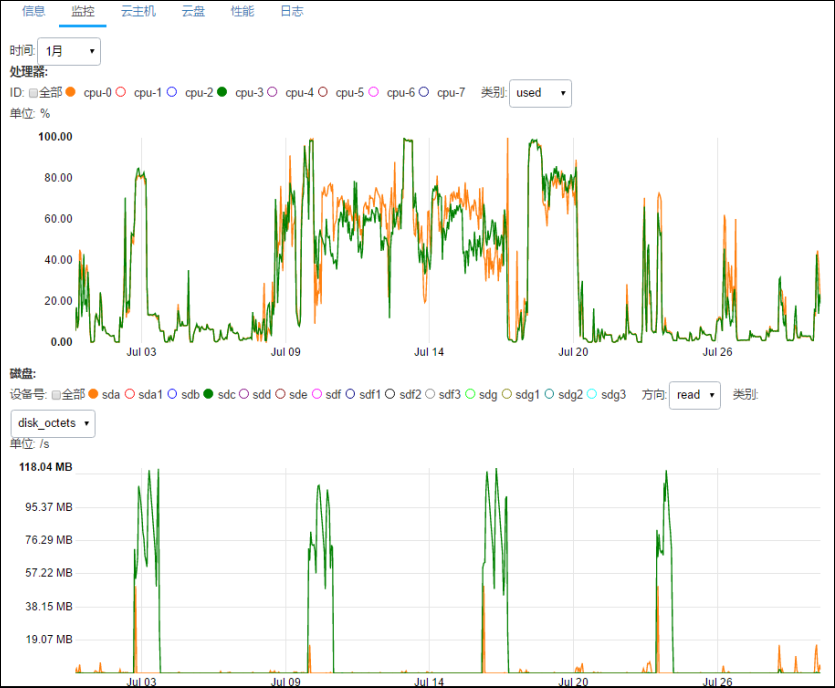 信息 监控 云主机 云盘 性能 日志
时间: 1月
处理器:
ID: 全部 cpu-0 cpu-1 cpu-2 cpu-3 cpu-4 cpu-5 cpu-6 cpu-7 类别: used
单位: %
100.00
80.00
60.00
40.00
20.00
0.00
Jul 03 Jul 09 Jul 14 Jul 20 Jul 26
磁盘:
设备号: 全部 sda sda1 sdb sdc sdd sde sdf sdf1 sdf2 sdf3 sdg sdg1 sdg2 sdg3 方向: read 类别:
disk_octets
单位: /s
118.04 MB
95.37 MB
76.29 MB
57.22 MB
38.15 MB
19.07 MB
Jul 03 Jul 09 Jul 14 Jul 20 Jul 26